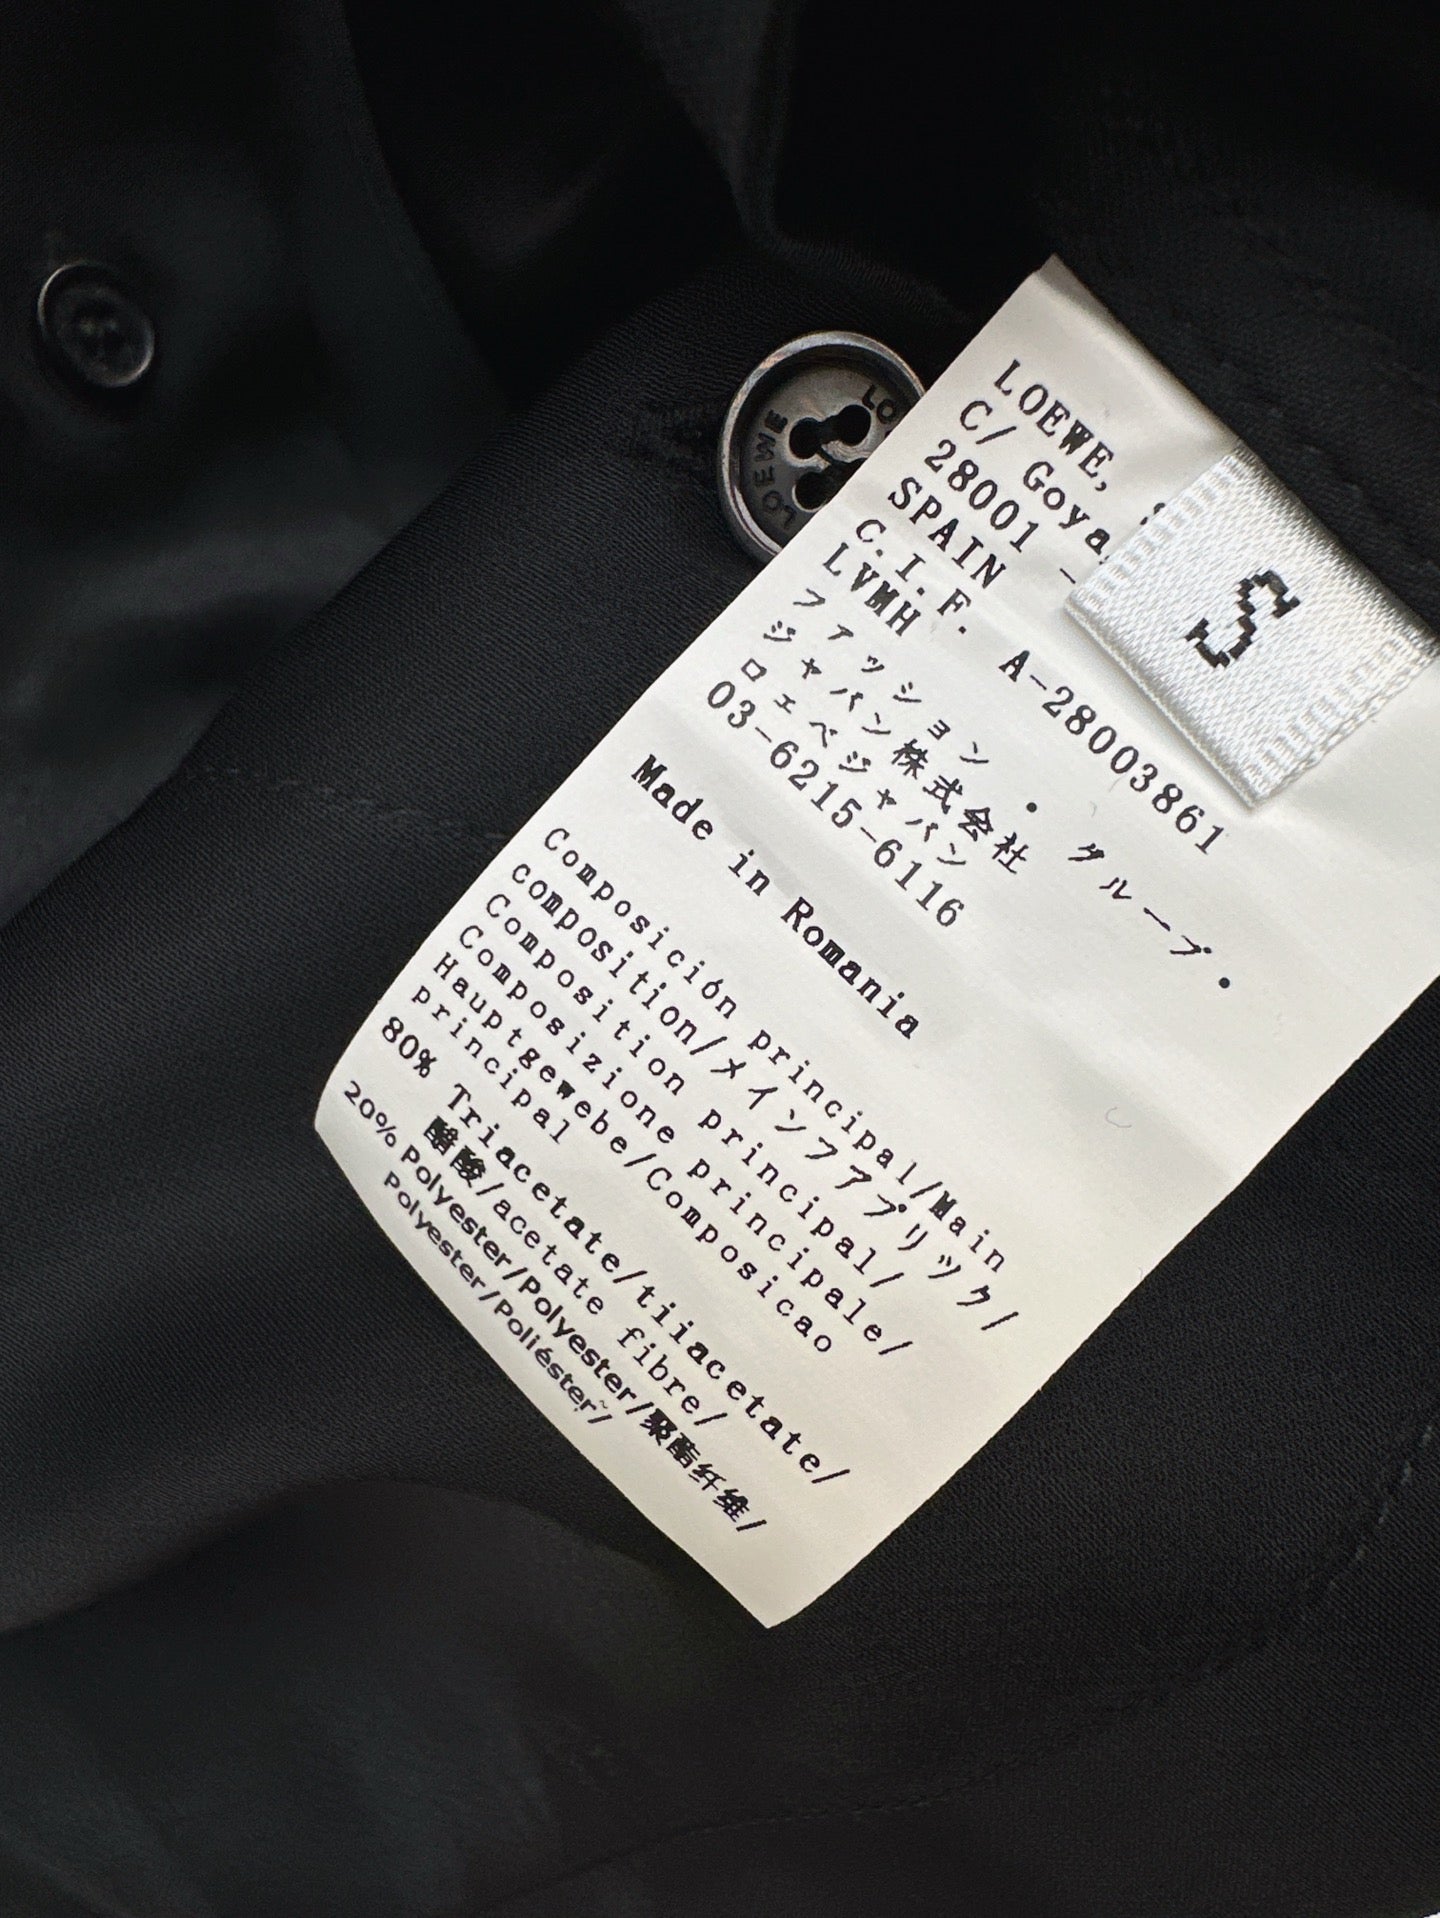 LOEWE
LO
LOEWE,
C/ Goya,
28001 -
SPAIN
C.I.F. A-28003861
LVMH
ファッション・グループ・
ジャパン株式会社
ロエベジャパン
03-6215-6116
S
Made in Romania
Composición principal/Main
composition/メインファブリック/
Composition principal/
Composizione principale/
Hauptgewebe/Composicao
principal
80% Triacetate/tiiacetate/
醋酸/acetate fibre/
20% Polyester/Polyester/聚酯纤维/
Polyester/Poliéster/